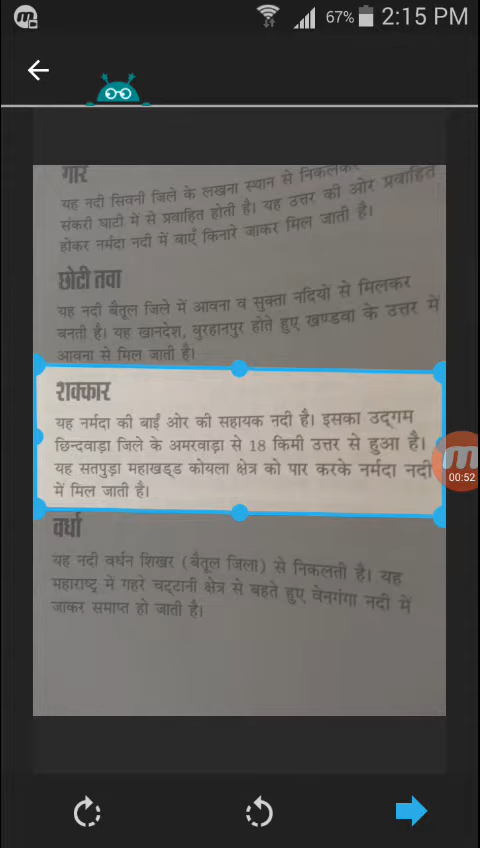 67% 2:15 PM
गार
यह नदी सिवनी जिले के लखना स्थान से निकलकर
संकरी घाटी में से प्रवाहित होती है। यह उत्तर की ओर प्रवाहित
होकर नर्मदा नदी में बाएँ किनारे जाकर मिल जाती है।
छोटी तवा
यह नदी बैतूल जिले में आवना व सुक्ता नदियों से मिलकर
बनती है। यह खानदेश, वुरहानपुर होते हुए खण्डवा के उत्तर में
आवना से मिल जाती है।
शक्कार
यह नर्मदा की बाईं ओर की सहायक नदी है। इसका उद्गम
छिन्दवाड़ा जिले के अमरवाड़ा से 18 किमी उत्तर से हुआ है।
यह सतपुड़ा महाखड्ड कोयला क्षेत्र को पार करके नर्मदा नदी
में मिल जाती है।
00:52
वर्धा
यह नदी वर्धन शिखर (बैतूल जिला) से निकलती है। यह
महाराष्ट्र में गहरे चट्टानी क्षेत्र से बहते हुए वेनगंगा नदी में
जाकर समाप्त हो जाती है।